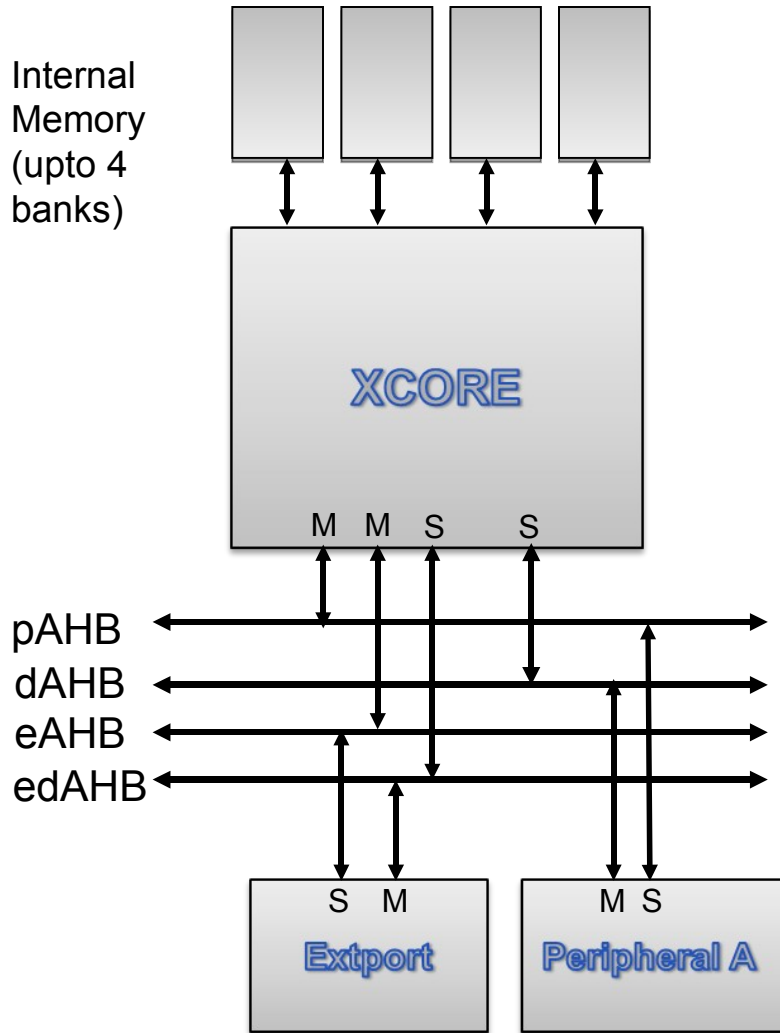 Internal
Memory
(upto 4
banks)
XCORE
M M S S
pAHB
dAHB
eAHB
edAHB
S M
M S
Extport
Peripheral A